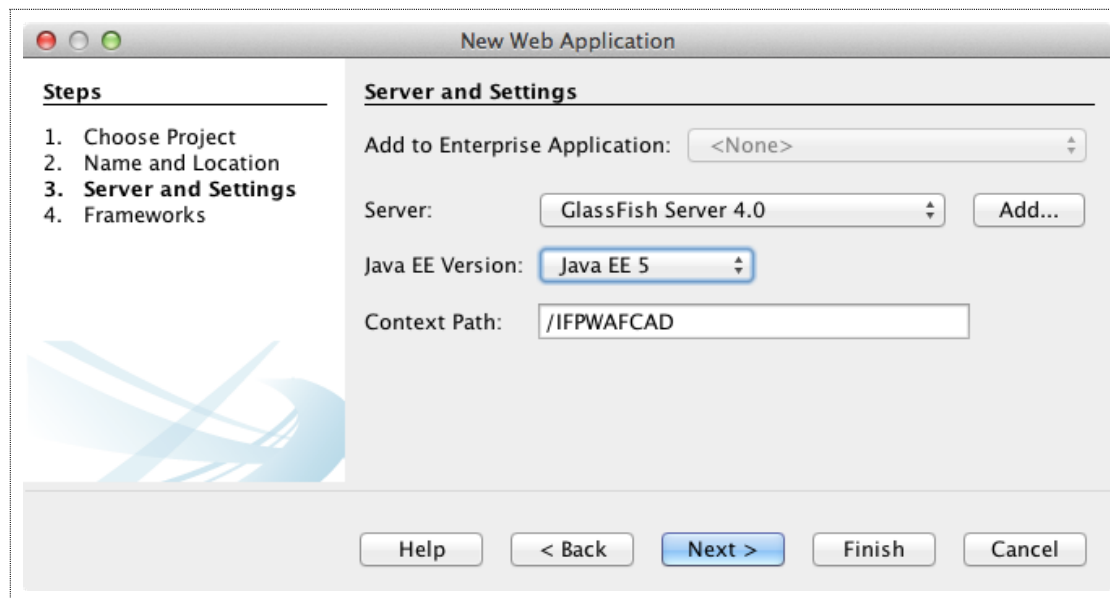 New Web Application
Steps
1. Choose Project
2. Name and Location
3. Server and Settings
4. Frameworks
Server and Settings
Add to Enterprise Application: <None>
Server: GlassFish Server 4.0 Add...
Java EE Version: Java EE 5
Context Path: /IFPWAFCAD
Help < Back Next > Finish Cancel